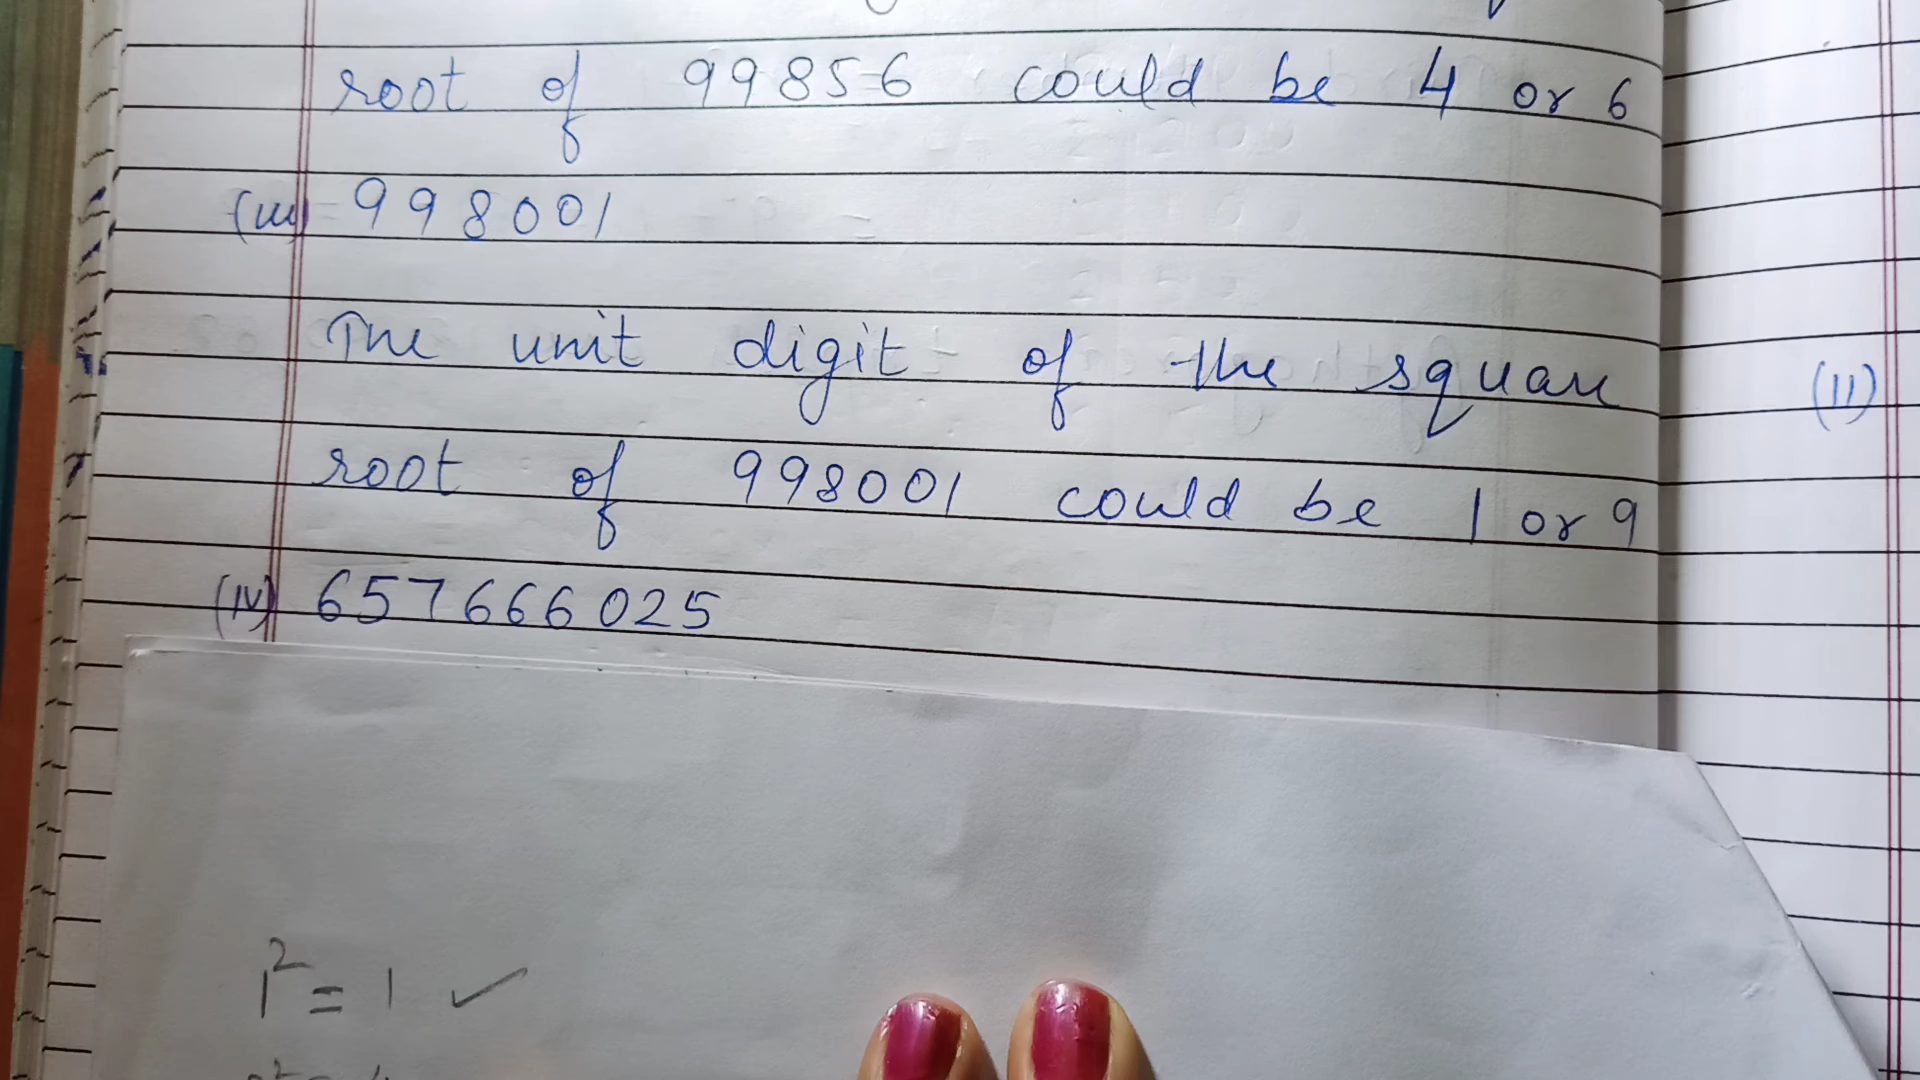 root of 99856 could be 4 or 6
(iii) 998001
The unit digit of the square
(11)
root of 998001 could be 1 or 9
(iv) 657666025
1² = 1 ✓